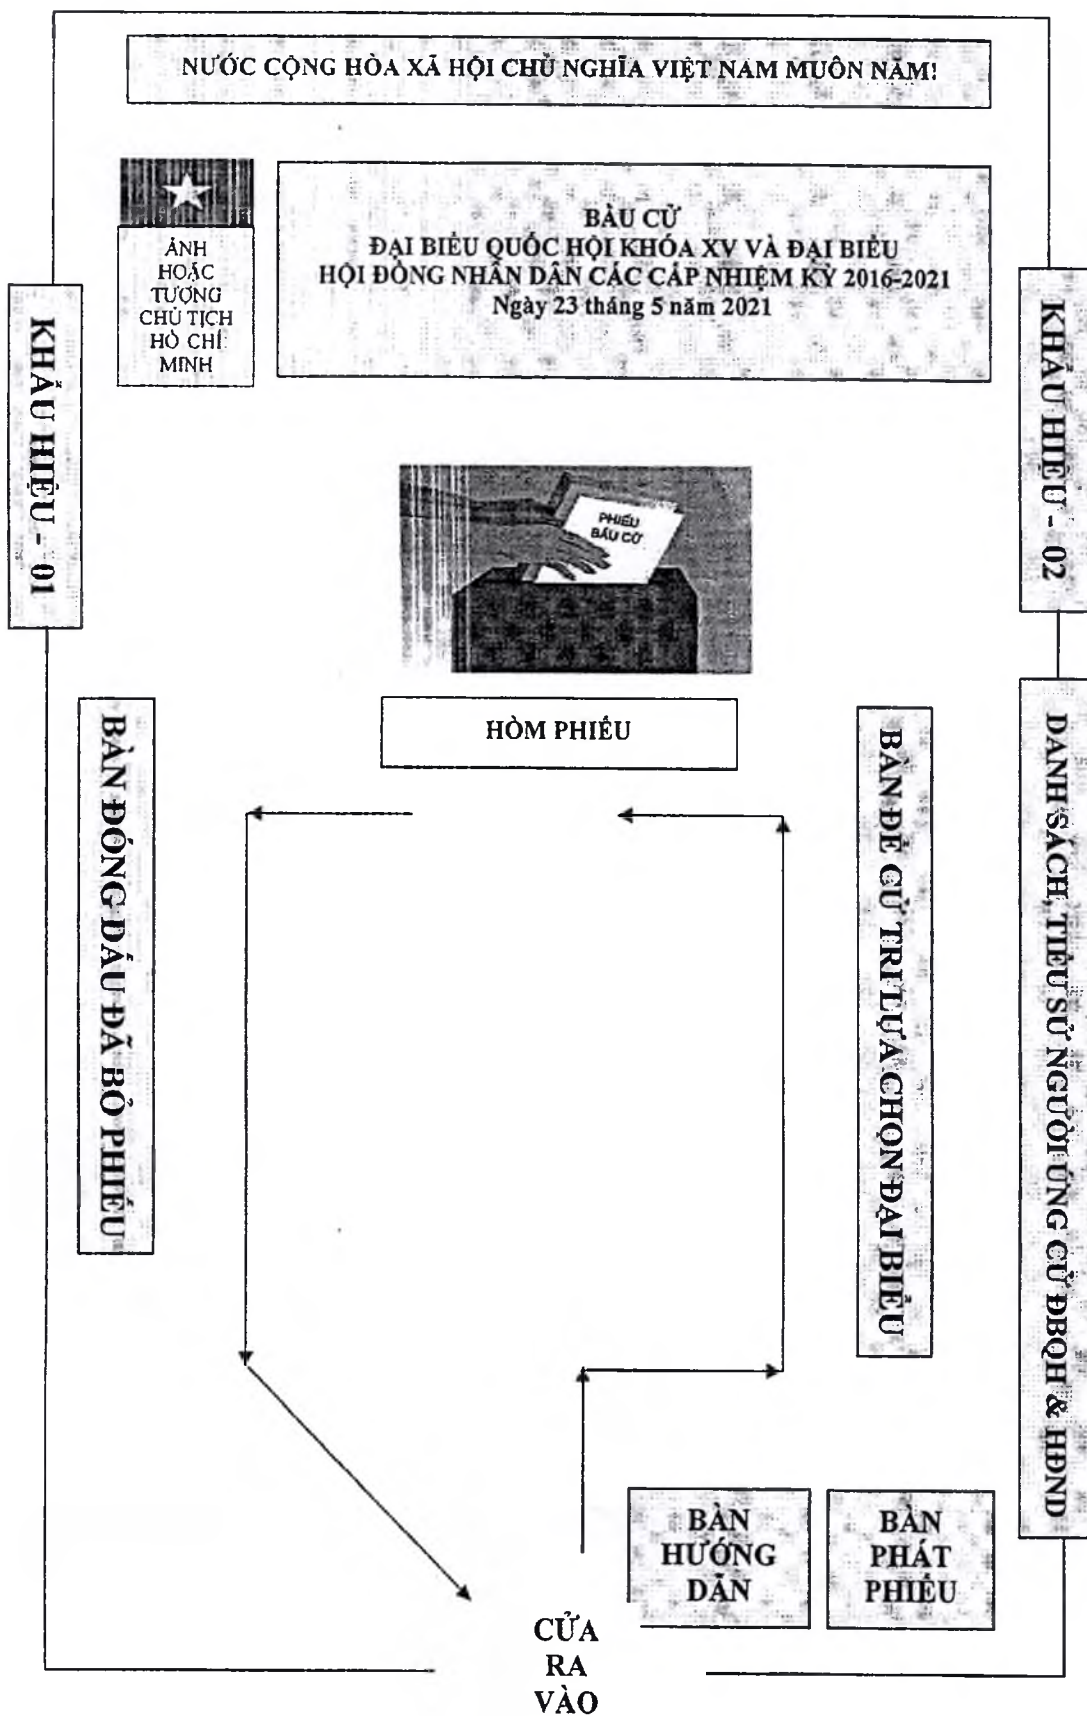 NƯỚC CỘNG HÒA XÃ HỘI CHỦ NGHĨA VIỆT NAM MUÔN NĂM!
ẢNH
HOẶC
TƯỢNG
CHỦ TỊCH
HỒ CHÍ
MINH
BẦU CỬ
ĐẠI BIỂU QUỐC HỘI KHÓA XV VÀ ĐẠI BIỂU
HỘI ĐỒNG NHÂN DÂN CÁC CẤP NHIỆM KỲ 2016-2021
Ngày 23 tháng 5 năm 2021
KHẨU HIỆU - 01
KHẨU HIỆU - 02
PHIẾU
BẦU CỬ
HÒM PHIẾU
BÀN ĐÓNG DẤU ĐÃ BỎ PHIẾU
BÀN ĐỂ CỬ TRI LỰA CHỌN ĐẠI BIỂU
DANH SÁCH, TIỂU SỬ NGƯỜI ỨNG CỬ ĐBQH & HĐND
BÀN
HƯỚNG
DẪN
BÀN
PHÁT
PHIẾU
CỬA
RA
VÀO